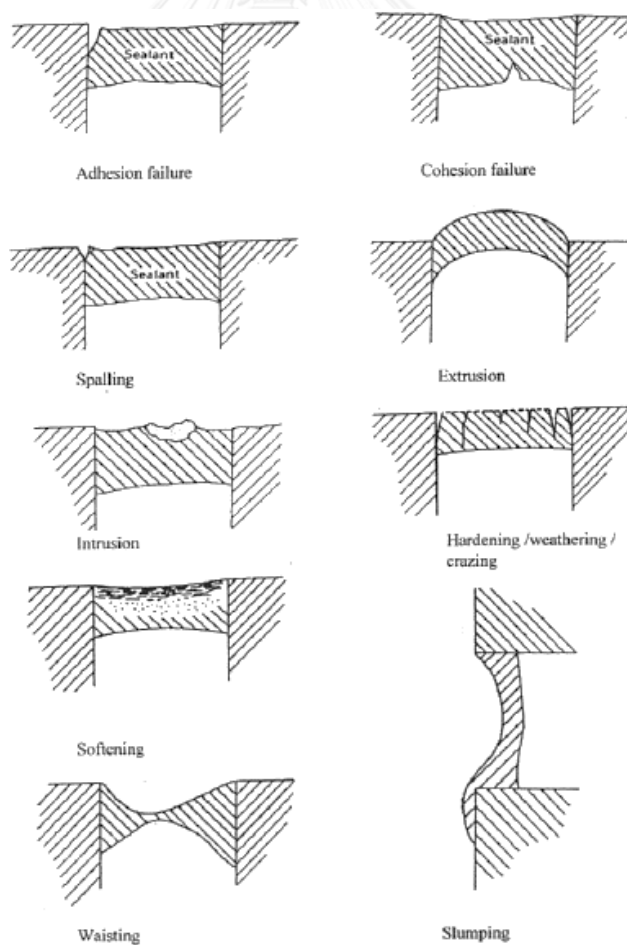 Sealant
Sealant
Adhesion failure
Cohesion failure
Sealant
Spalling
Extrusion
Intrusion
Hardening /weathering /
crazing
Softening
Waisting
Slumping